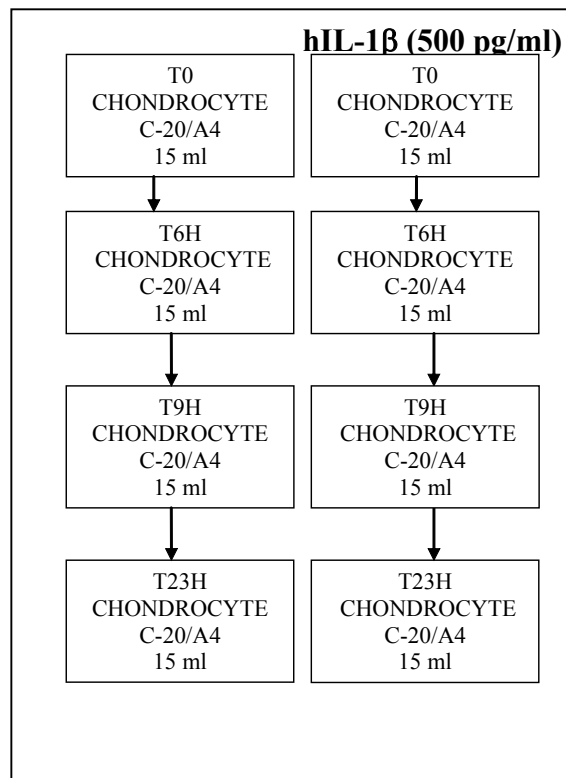 hIL-1β (500 pg/ml)
T0
CHONDROCYTE
C-20/A4
15 ml
T6H
CHONDROCYTE
C-20/A4
15 ml
T9H
CHONDROCYTE
C-20/A4
15 ml
T23H
CHONDROCYTE
C-20/A4
15 ml
T0
CHONDROCYTE
C-20/A4
15 ml
T6H
CHONDROCYTE
C-20/A4
15 ml
T9H
CHONDROCYTE
C-20/A4
15 ml
T23H
CHONDROCYTE
C-20/A4
15 ml